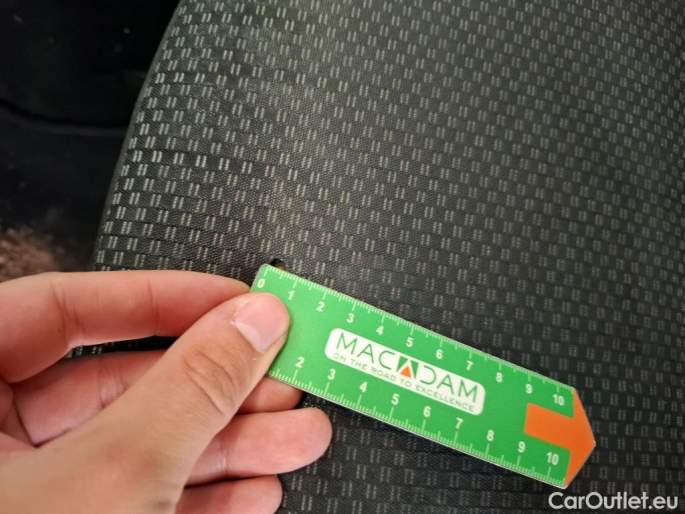 0 1 2 3 4 5 6 7 8 9 10
MACADAM
ON THE ROAD TO EXCELLENCE
2 3 4 5 6 7 8 9 10
CarOutlet.eu